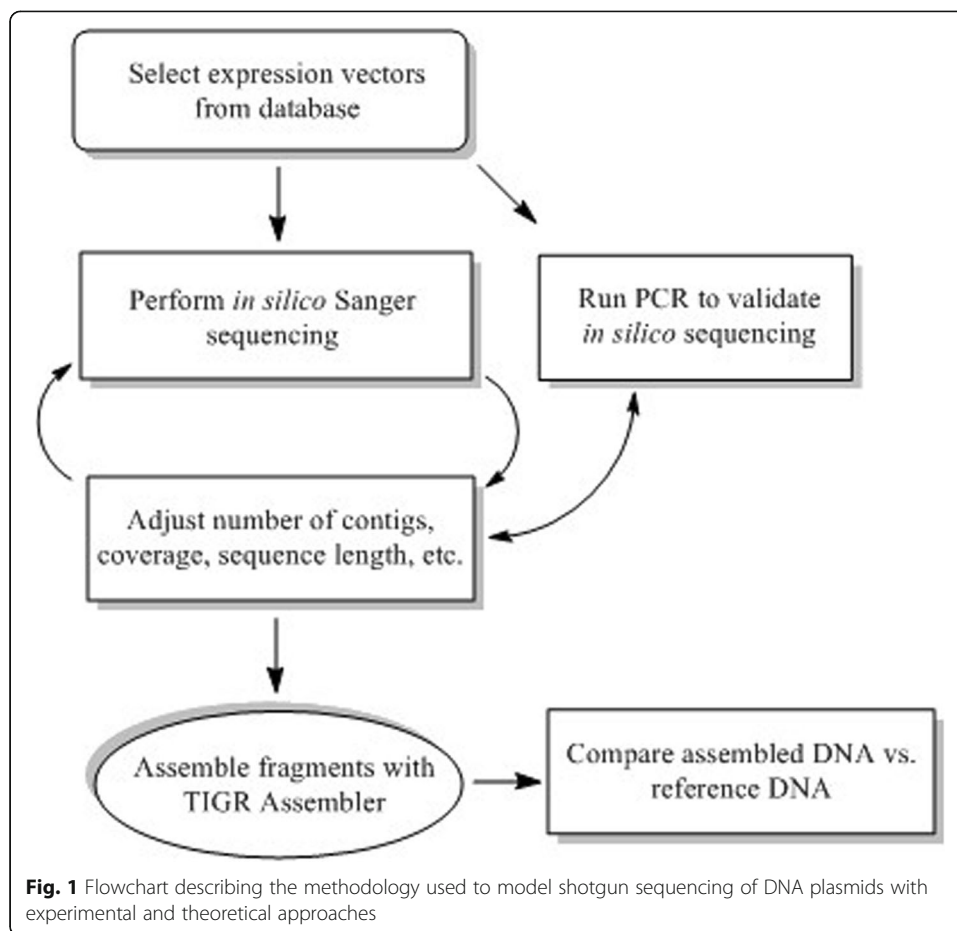 Select expression vectors
from database
Perform in silico Sanger
sequencing
Run PCR to validate
in silico sequencing
Adjust number of contigs,
coverage, sequence length, etc.
Assemble fragments with
TIGR Assembler
Compare assembled DNA vs.
reference DNA
Fig. 1 Flowchart describing the methodology used to model shotgun sequencing of DNA plasmids with
experimental and theoretical approaches